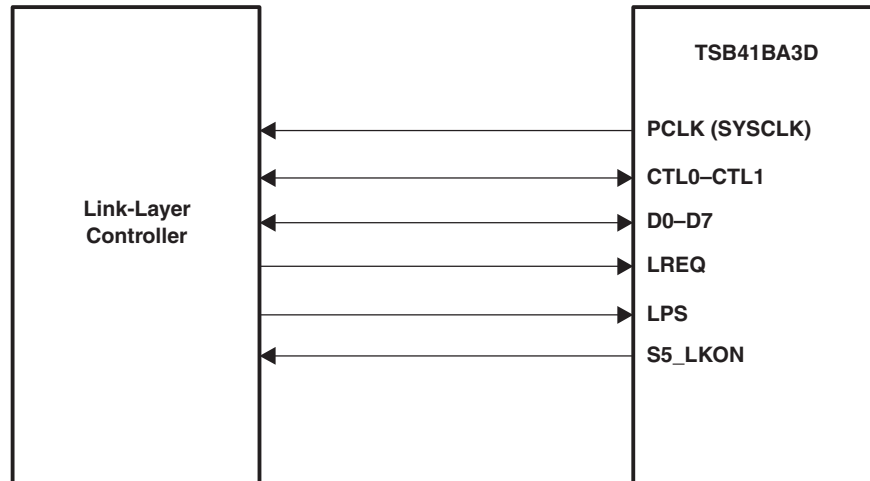 TSB41BA3D
PCLK (SYSCLK)
CTL0–CTL1
Link-Layer
Controller
D0–D7
LREQ
LPS
S5_LKON